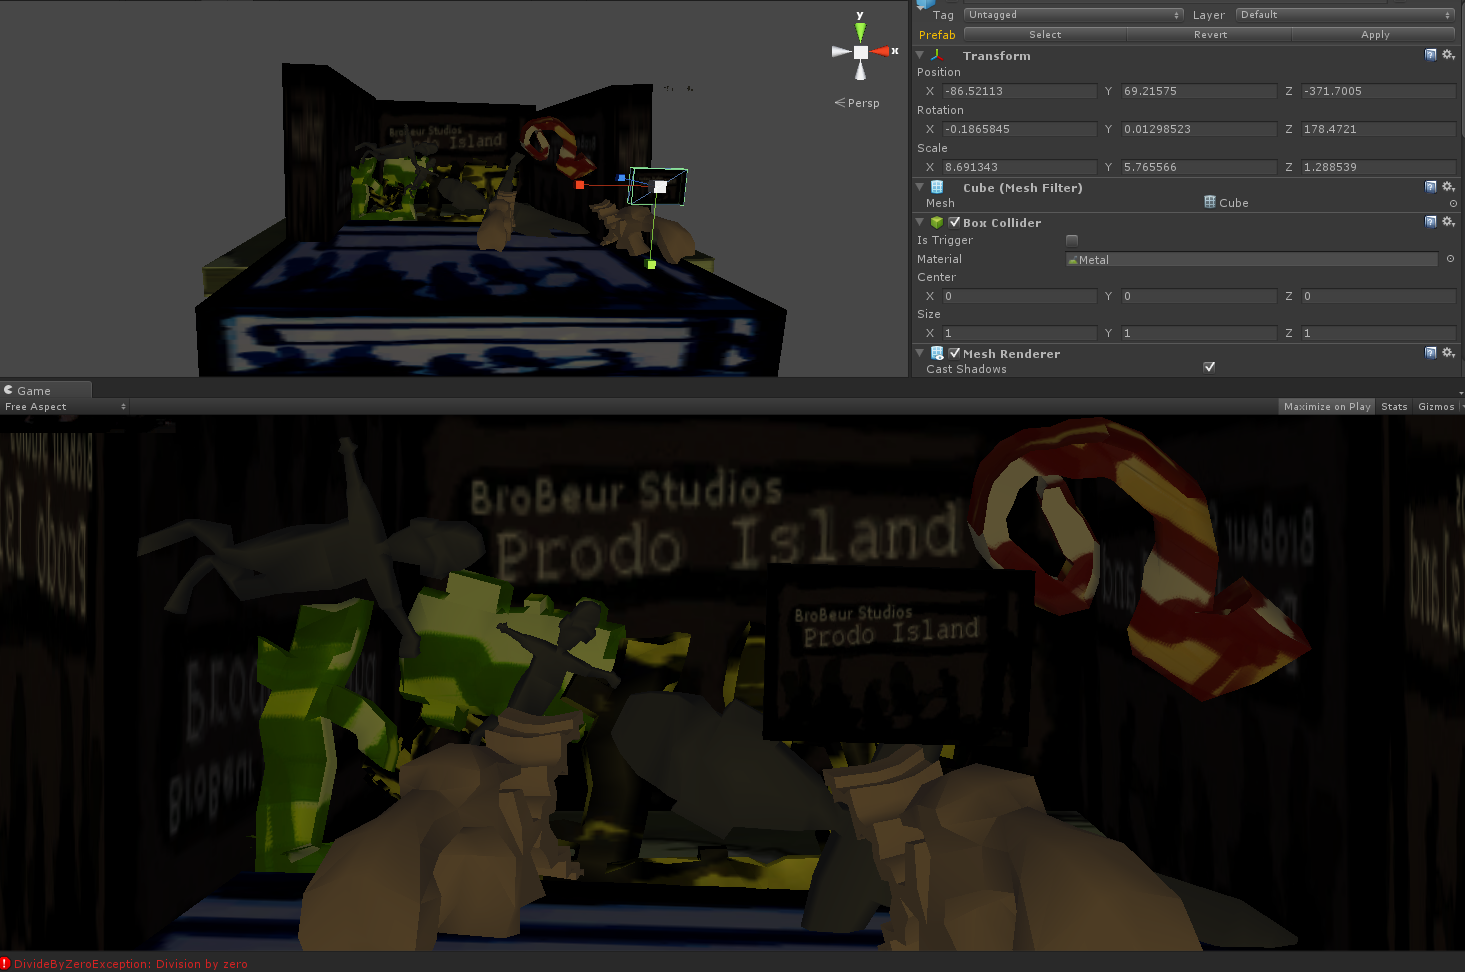 Tag Untagged Layer Default
Prefab Select Revert Apply
Transform
Position
X -86.52113 Y 69.21575 Z -371.7005
Rotation
X -0.1865845 Y 0.01298523 Z 178.4721
Scale
X 8.691343 Y 5.765566 Z 1.288539
Cube (Mesh Filter)
Mesh Cube
Box Collider
Is Trigger
Material Metal
Center
X 0 Y 0 Z 0
Size
X 1 Y 1 Z 1
Mesh Renderer
Cast Shadows
y
x
Persp
BroBeur Studios
Prodo Island
Game
Free Aspect Maximize on Play Stats Gizmos
BroBeur Studios
Prodo Island
BroBeur Studios
Prodo Island
DivideByZeroException: Division by zero